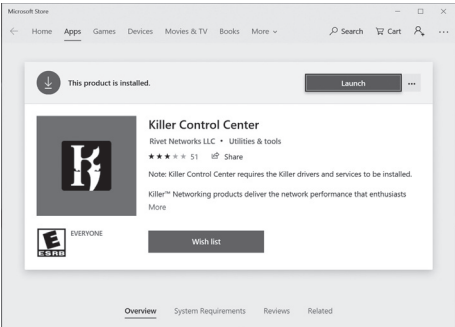 Microsoft Store
Home Apps Games Devices Movies & TV Books More Search Cart
This product is installed. Launch
Killer Control Center
Rivet Networks LLC • Utilities & tools
★★★★★ 51 Share
Note: Killer Control Center requires the Killer drivers and services to be installed.
Killer™ Networking products deliver the network performance that enthusiasts
More
E
ESRB
EVERYONE
Wish list
Overview System Requirements Reviews Related